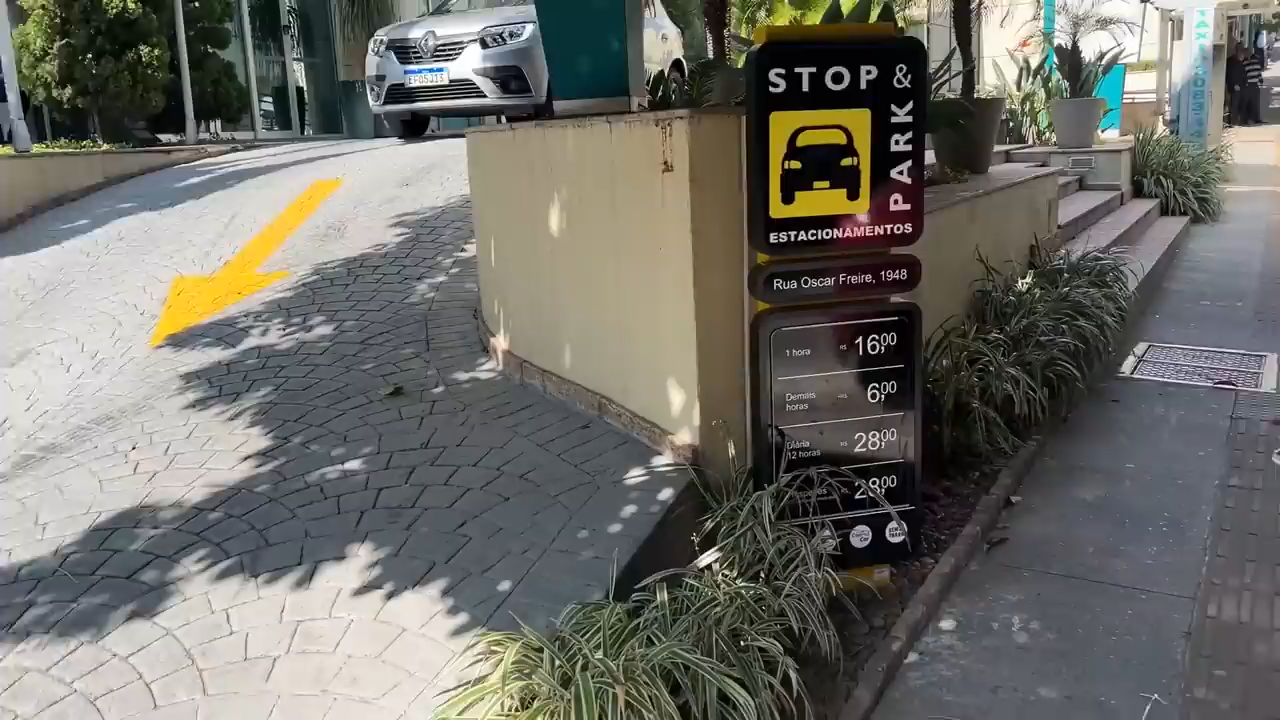 STOP &
PARK
ESTACIONAMENTOS
Rua Oscar Freire, 1948
1 hora R$ 16,00
Demais
horas R$ 6,00
Diária
12 horas R$ 28,00
R$ 28,00